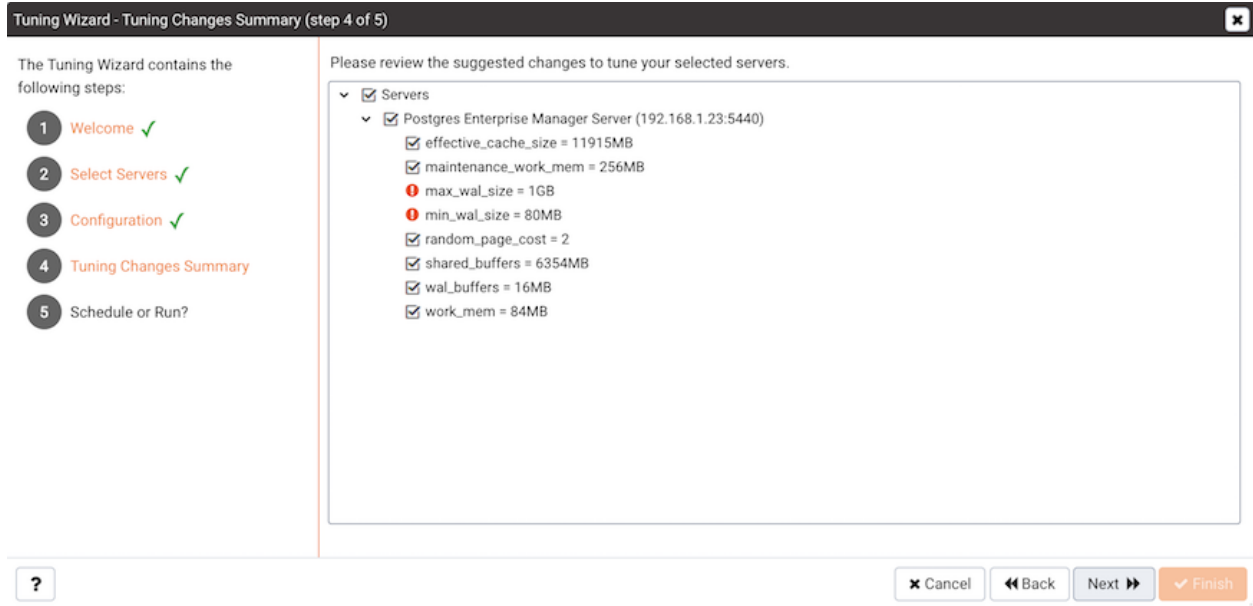 Tuning Wizard - Tuning Changes Summary (step 4 of 5)
The Tuning Wizard contains the
following steps:
1 Welcome
2 Select Servers
3 Configuration
4 Tuning Changes Summary
5 Schedule or Run?
Please review the suggested changes to tune your selected servers.
Servers
Postgres Enterprise Manager Server (192.168.1.23:5440)
effective_cache_size = 11915MB
maintenance_work_mem = 256MB
max_wal_size = 1GB
min_wal_size = 80MB
random_page_cost = 2
shared_buffers = 6354MB
wal_buffers = 16MB
work_mem = 84MB
?
Cancel
Back
Next
Finish